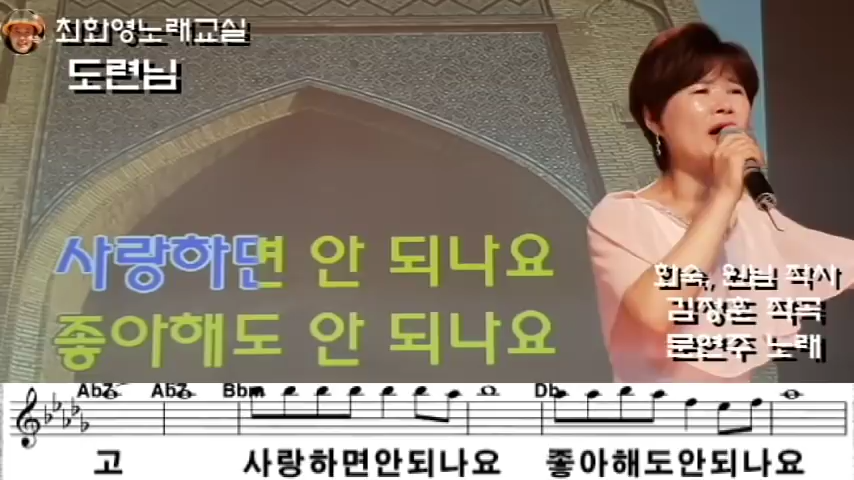 최화영노래교실
도련님
사랑하면 안 되나요
좋아해도 안 되나요
희숙, 원님 작사
김정훈 작곡
문연주 노래
Ab7 Ab7 Bbm Db
고 사랑하면안되나요 좋아해도안되나요